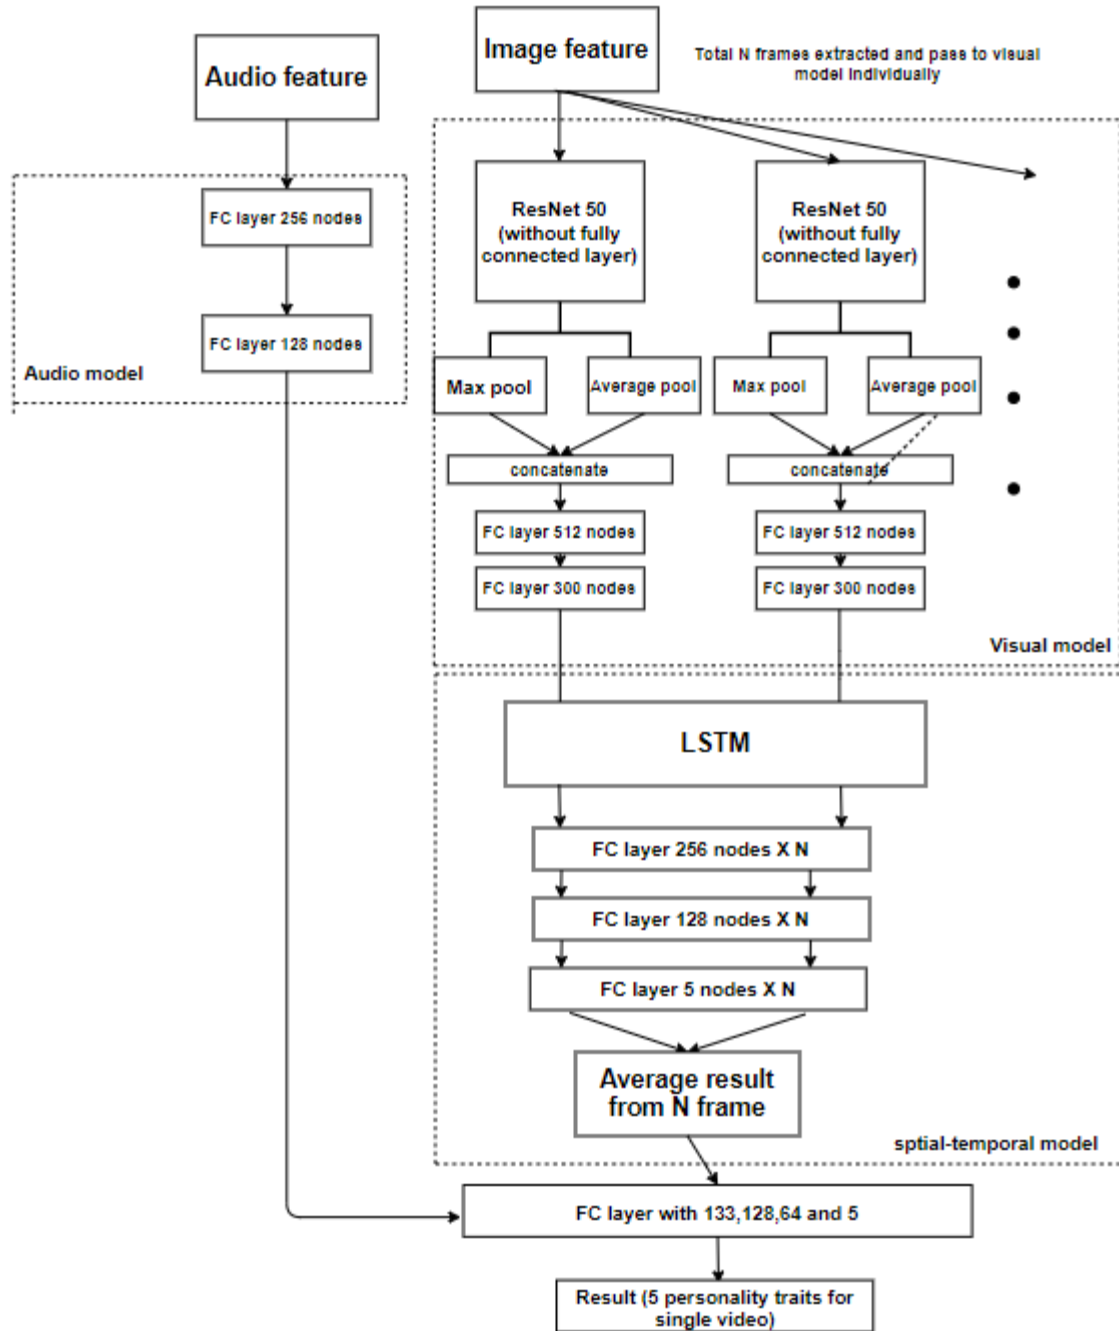 Audio feature
Image feature
Total N frames extracted and pass to visual
model individually
FC layer 256 nodes
FC layer 128 nodes
Audio model
ResNet 50
(without fully
connected layer)
ResNet 50
(without fully
connected layer)
Max pool
Average pool
Max pool
Average pool
concatenate
concatenate
FC layer 512 nodes
FC layer 512 nodes
FC layer 300 nodes
FC layer 300 nodes
Visual model
LSTM
FC layer 256 nodes X N
FC layer 128 nodes X N
FC layer 5 nodes X N
Average result
from N frame
sptial-temporal model
FC layer with 133,128,64 and 5
Result (5 personality traits for
single video)